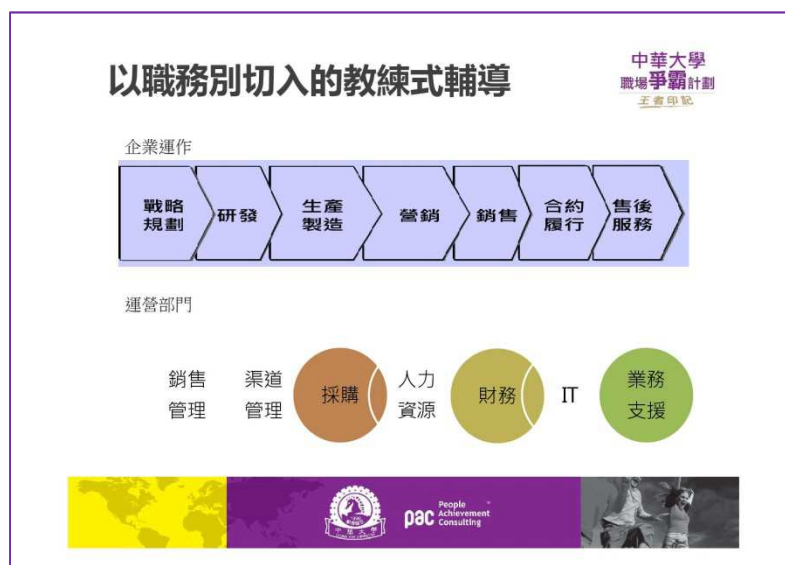 以職務別切入的教練式輔導
中華大學
職場爭霸計劃
王者印記
企業運作
戰略
規劃
研發
生產
製造
營銷
銷售
合約
履行
售後
服務
運營部門
銷售
管理
渠道
管理
採購
人力
資源
財務
IT
業務
支援
中華大學
pac People
Achievement
Consulting